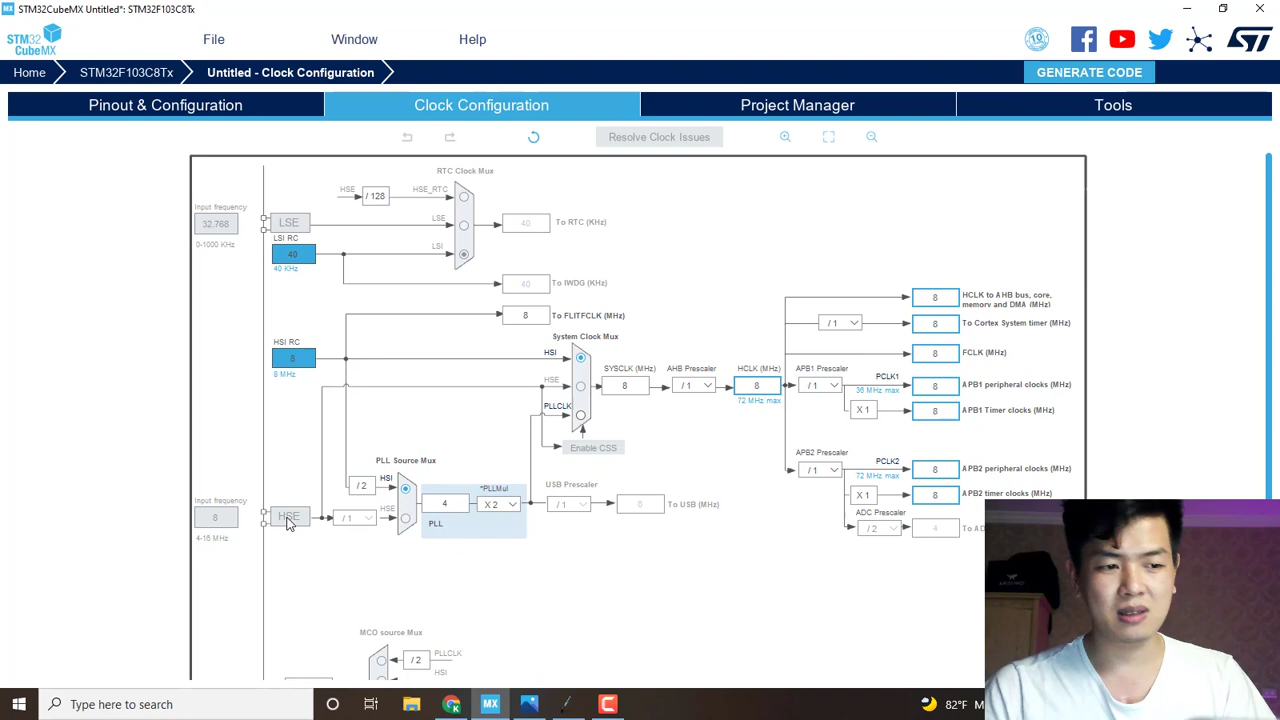 STM32CubeMX Untitled*: STM32F103C8Tx
STM32
CubeMX
File
Window
Help
10
Home
STM32F103C8Tx
Untitled - Clock Configuration
GENERATE CODE
Pinout & Configuration
Clock Configuration
Project Manager
Tools
Resolve Clock Issues
RTC Clock Mux
HSE
/ 128
HSE_RTC
Input frequency
32.768
0-1000 KHz
LSE
LSE
40
To RTC (KHz)
LSI RC
40
40 KHz
LSI
40
To IWDG (KHz)
8
To FLITFCLK (MHz)
HSI RC
8
8 MHz
System Clock Mux
HSI
HSE
PLLCLK
Enable CSS
SYSCLK (MHz)
8
AHB Prescaler
/ 1
HCLK (MHz)
8
72 MHz max
8
HCLK to AHB bus, core,
memory and DMA (MHz)
/ 1
8
To Cortex System timer (MHz)
8
FCLK (MHz)
APB1 Prescaler
/ 1
PCLK1
36 MHz max
8
APB1 peripheral clocks (MHz)
X 1
8
APB1 Timer clocks (MHz)
APB2 Prescaler
/ 1
PCLK2
72 MHz max
8
APB2 peripheral clocks (MHz)
X 1
8
APB2 timer clocks (MHz)
ADC Prescaler
/ 2
4
To AD
PLL Source Mux
/ 2
HSI
Input frequency
8
4-16 MHz
HSE
/ 1
HSE
4
PLL
*PLLMul
X 2
USB Prescaler
/ 1
8
To USB (MHz)
MCO source Mux
/ 2
PLLCLK
HSI
Type here to search
MX
82°F